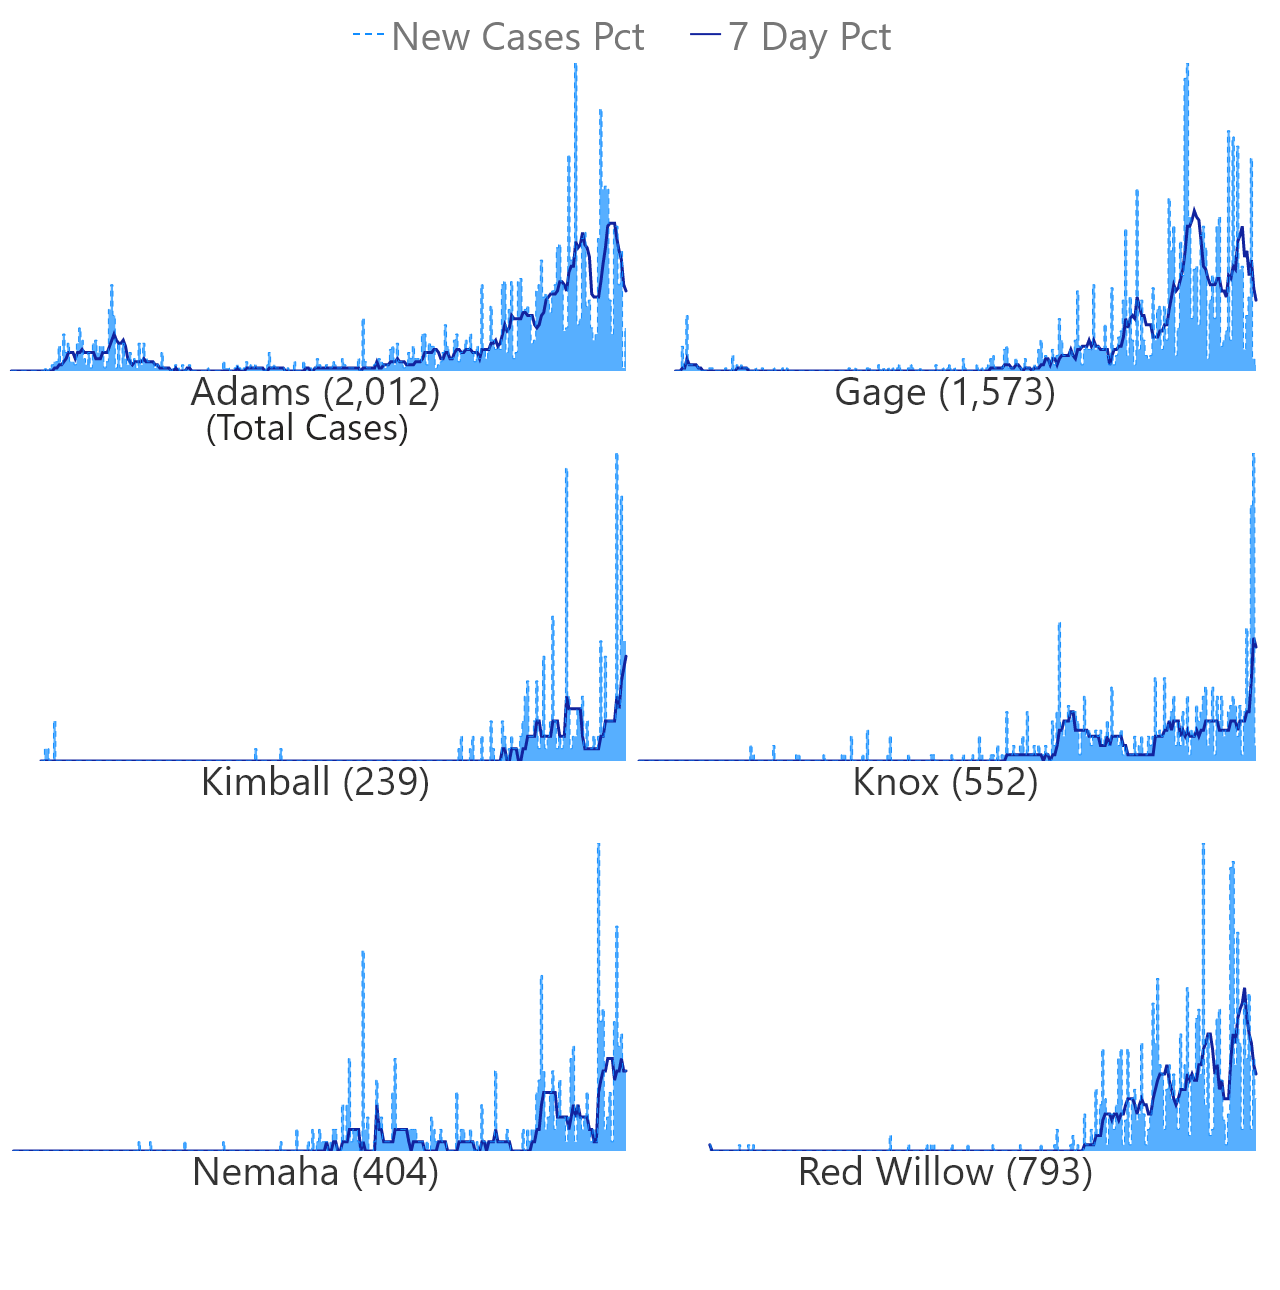 New Cases Pct 7 Day Pct
Adams (2,012) Gage (1,573)
(Total Cases)
Kimball (239) Knox (552)
Nemaha (404) Red Willow (793)